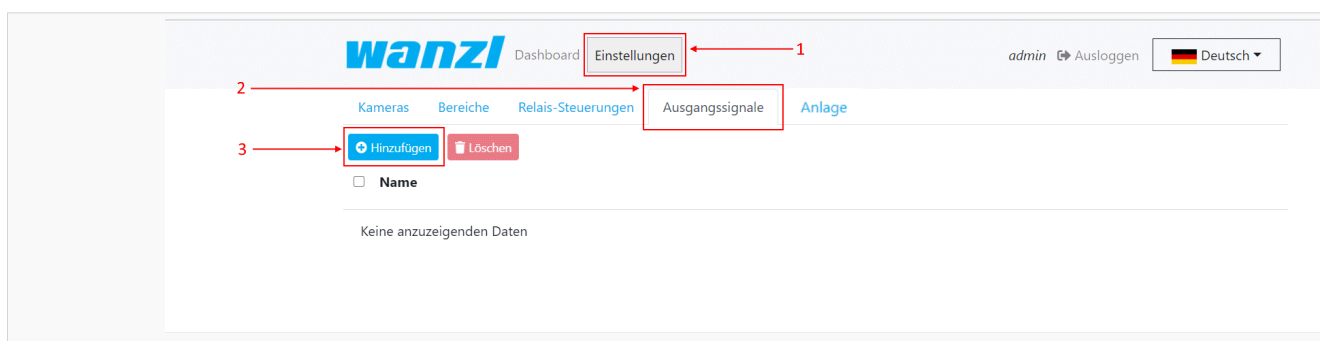 wanzl Dashboard Einstellungen 1 admin Ausloggen Deutsch
2
Kameras Bereiche Relais-Steuerungen Ausgangssignale Anlage
3 Hinzufügen Löschen
Name
Keine anzuzeigenden Daten